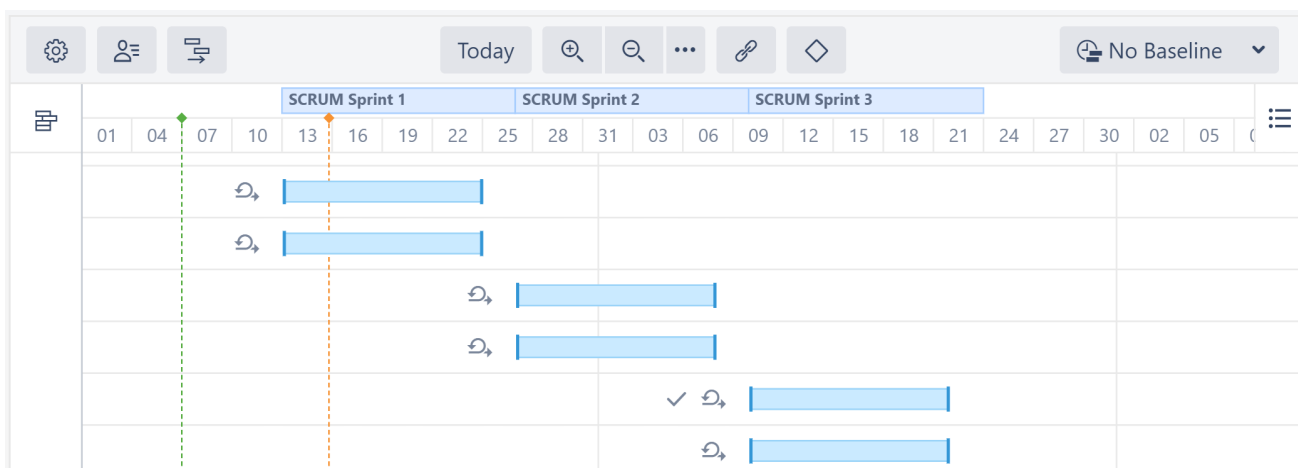 Today
No Baseline
SCRUM Sprint 1 SCRUM Sprint 2 SCRUM Sprint 3
01 04 07 10 13 16 19 22 25 28 31 03 06 09 12 15 18 21 24 27 30 02 05